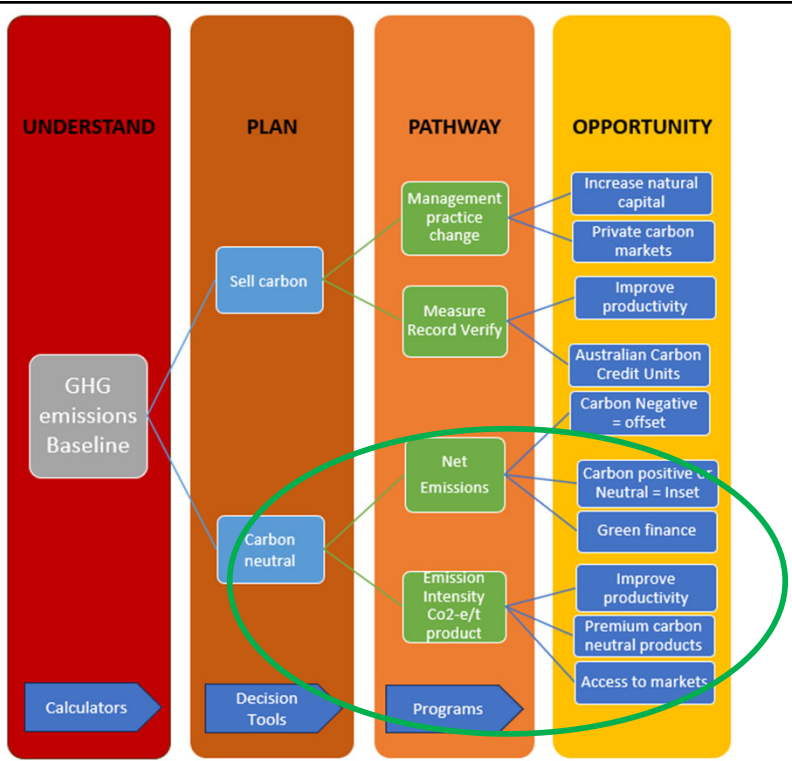 UNDERSTAND
PLAN
PATHWAY
OPPORTUNITY
GHG
emissions
Baseline
Sell carbon
Carbon
neutral
Management
practice
change
Measure
Record Verify
Net
Emissions
Emission
Intensity
Co2-e/t
product
Increase natural
capital
Private carbon
markets
Improve
productivity
Australian Carbon
Credit Units
Carbon Negative
= offset
Carbon positive or
Neutral = Inset
Green finance
Improve
productivity
Premium carbon
neutral products
Access to markets
Calculators
Decision
Tools
Programs